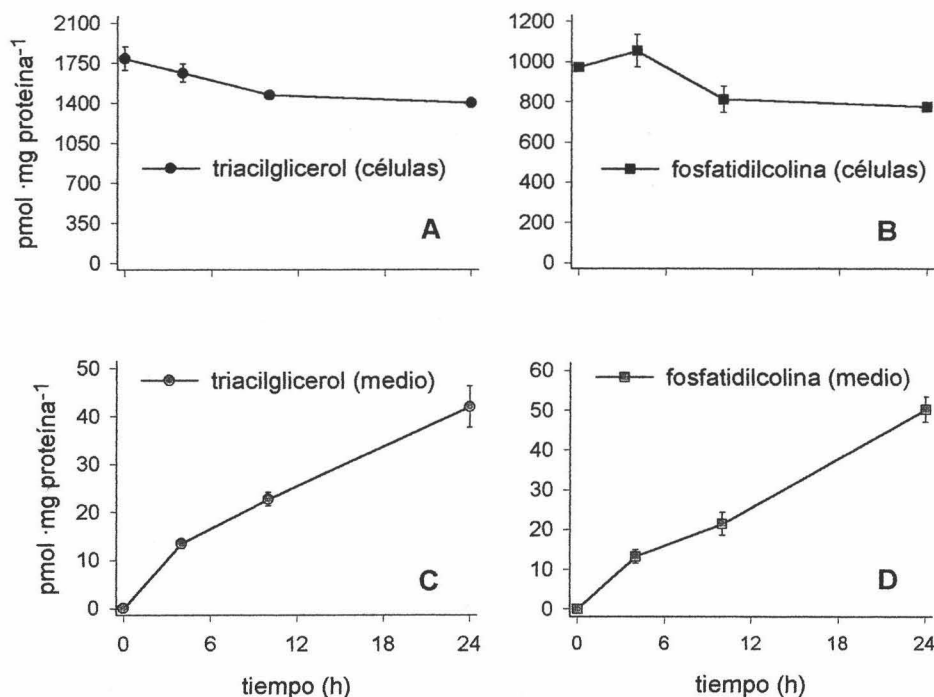 2100
1750
1400
1050
700
350
0
pmol ·mg proteína⁻¹
triacilglicerol (células)
A
1200
1000
800
600
400
200
0
fosfatidilcolina (células)
B
50
40
30
20
10
0
pmol ·mg proteína⁻¹
triacilglicerol (medio)
C
0 6 12 18 24
tiempo (h)
60
50
40
30
20
10
0
fosfatidilcolina (medio)
D
0 6 12 18 24
tiempo (h)